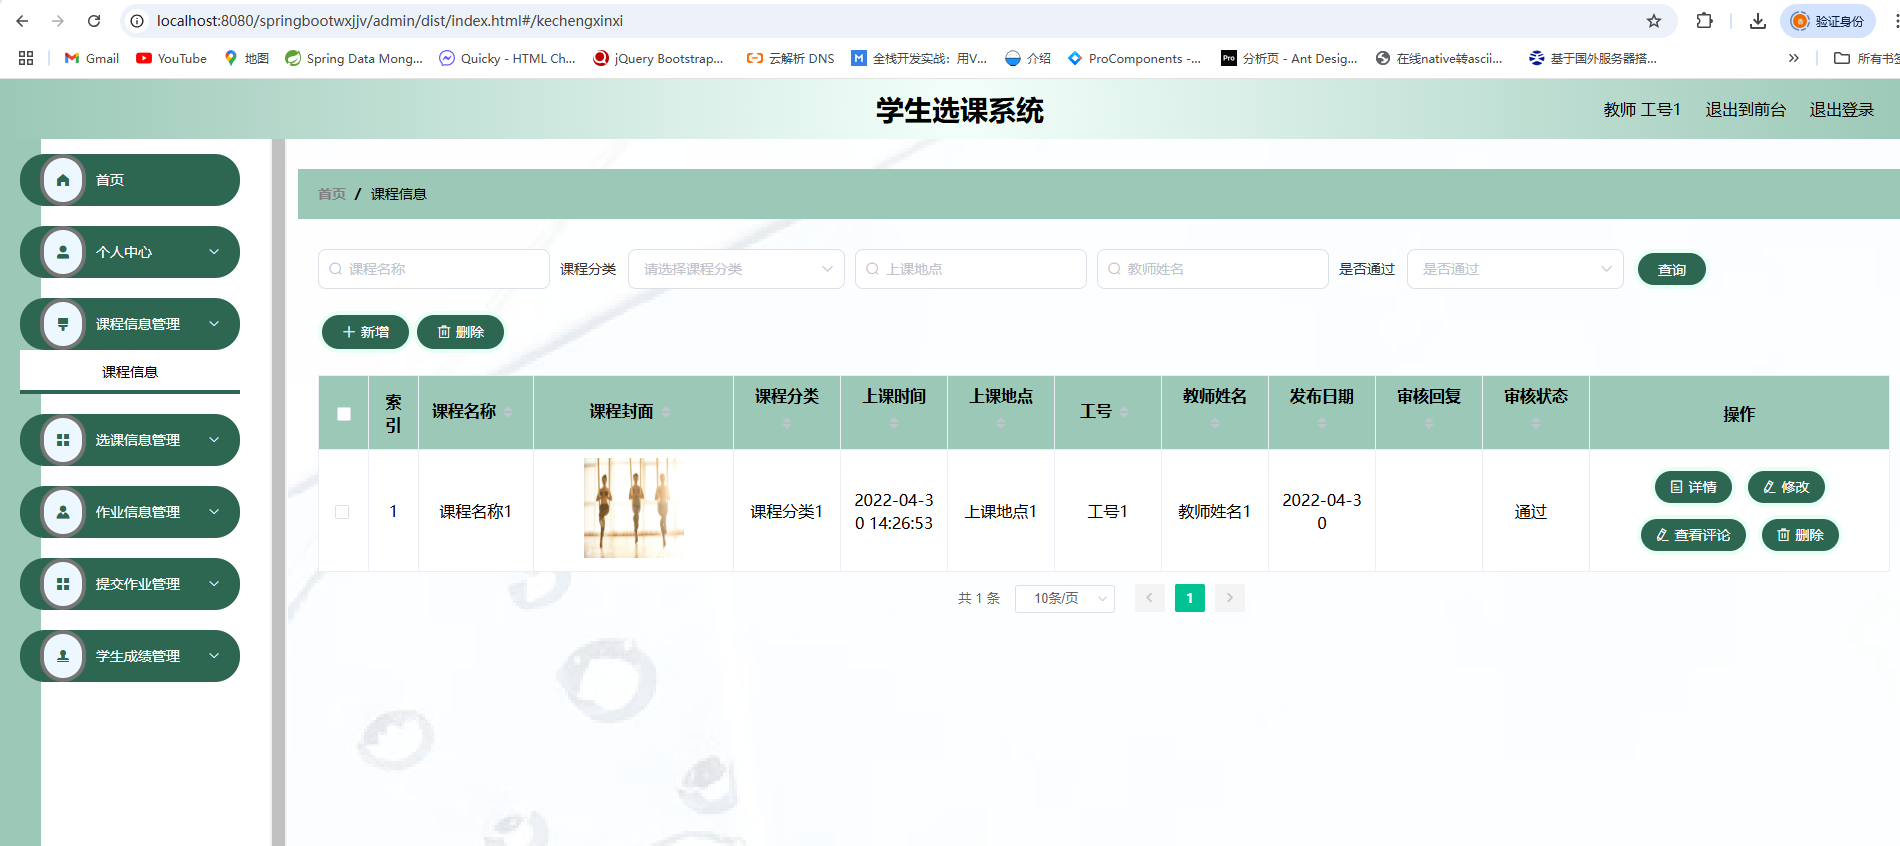 localhost:8080/springbootwxjjv/admin/dist/index.html#/kechengxinxi
验证身份
Gmail YouTube 地图 Spring Data Mong... Quicky - HTML Ch... jQuery Bootstrap... 云解析 DNS 全栈开发实战：用V... 介绍 ProComponents -... Pro 分析页 - Ant Desig... 在线native转ascii... 基于国外服务器搭... » 所有书签
学生选课系统
教师 工号1 退出到前台 退出登录
首页
个人中心
课程信息管理
课程信息
选课信息管理
作业信息管理
提交作业管理
学生成绩管理
首页 / 课程信息
课程名称 课程分类 请选择课程分类 上课地点 教师姓名 是否通过 是否通过 查询
新增 删除
索引 课程名称 课程封面 课程分类 上课时间 上课地点 工号 教师姓名 发布日期 审核回复 审核状态 操作
1 课程名称1 课程分类1 2022-04-30 14:26:53 上课地点1 工号1 教师姓名1 2022-04-30 通过
详情 修改
查看评论 删除
共 1 条 10条/页 1